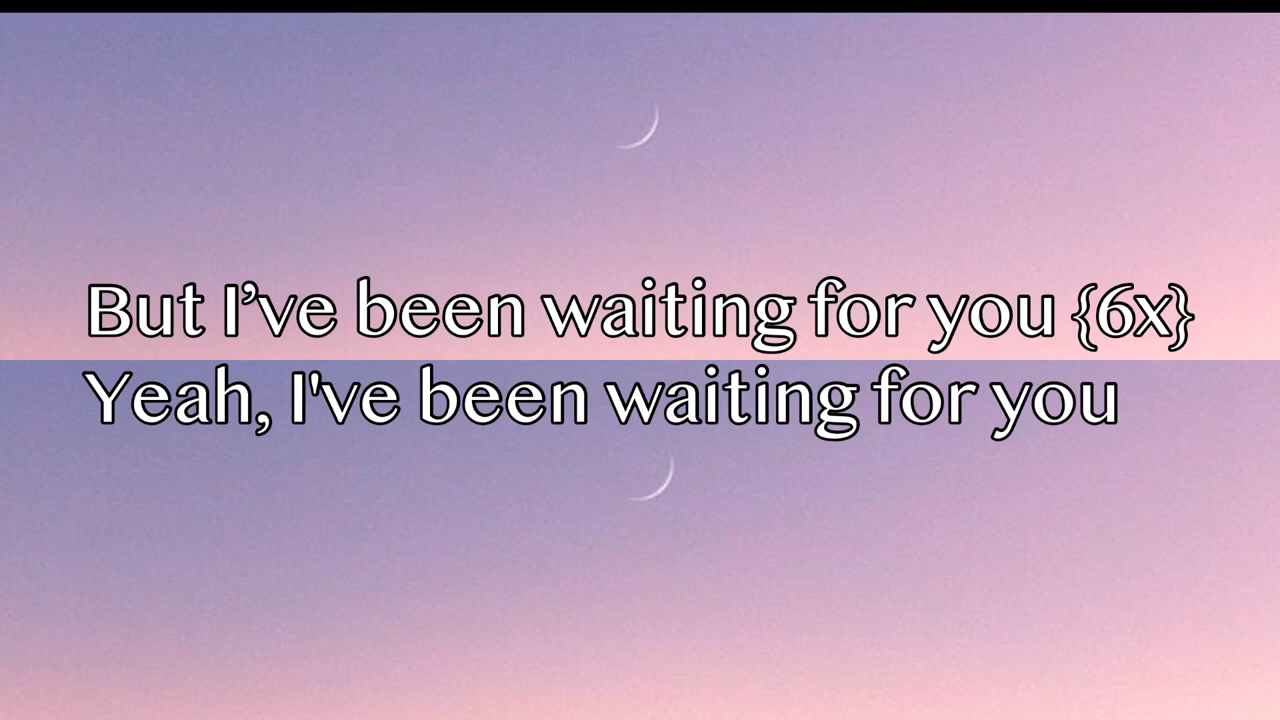 But I’ve been waiting for you {6x}
Yeah, I've been waiting for you